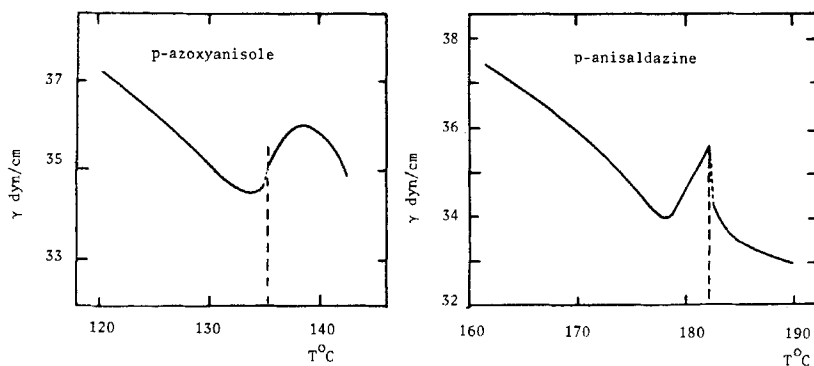 p-azoxyanisole
37
35
33
γ dyn/cm
120
130
140
T°C
p-anisaldazine
38
36
34
32
γ dyn/cm
160
170
180
190
T°C